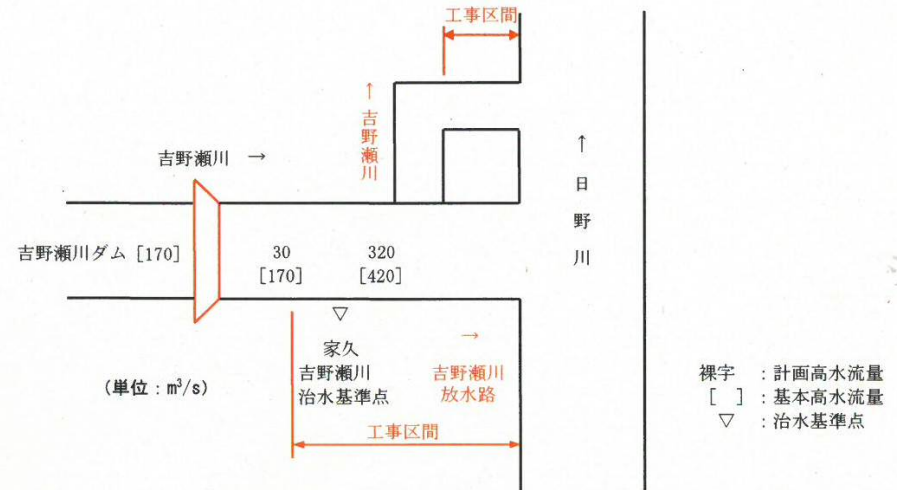 工事区間
↑
吉
野
瀬
川
吉野瀬川 →
↑
日
野
川
吉野瀬川ダム [170]
30
[170]
320
[420]
▽
家久
吉野瀬川
治水基準点
→
吉野瀬川
放水路
(単位：m³/s)
工事区間
裸字 ：計画高水流量
[ ] ：基本高水流量
▽ ：治水基準点